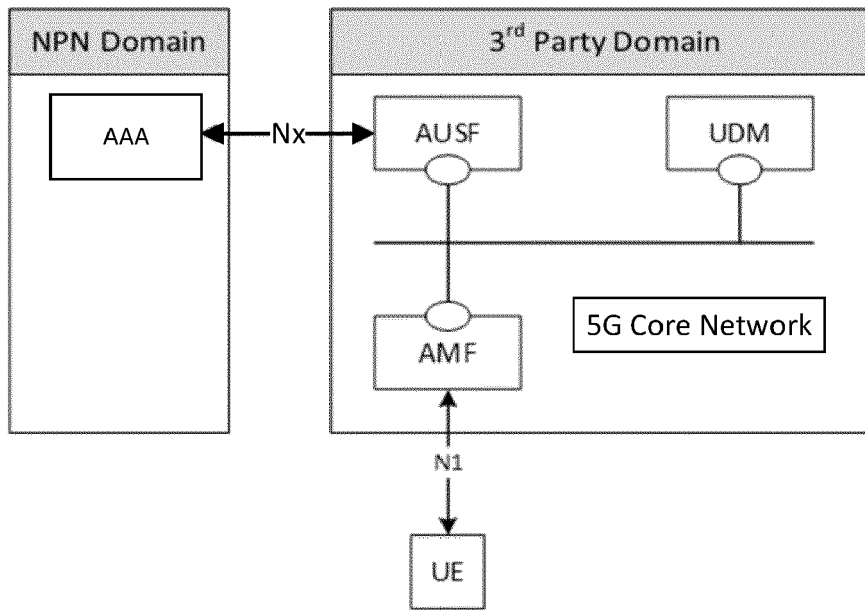 NPN Domain
3rd Party Domain
AAA
Nx
AUSF
UDM
5G Core Network
AMF
N1
UE